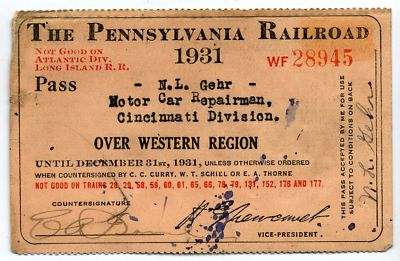 THE PENNSYLVANIA RAILROAD
NOT GOOD ON
ATLANTIC DIV.
LONG ISLAND R. R.
1931
WF 28945
Pass - N.L. Gehr -
Motor Car Repairman,
Cincinnati Division.
OVER WESTERN REGION
UNTIL DECEMBER 31ST, 1931, UNLESS OTHERWISE ORDERED
WHEN COUNTERSIGNED BY C. C. CURRY, W. T. SCHIEL OR E. A. THORNE
NOT GOOD ON TRAINS 28, 29, 58, 59, 60, 61, 65, 66, 78, 79, 131, 152, 176 AND 177.
COUNTERSIGNATURE
VICE-PRESIDENT.
THIS PASS ACCEPTED BY ME FOR USE
SUBJECT TO CONDITIONS ON BACK
N. L. Gehr